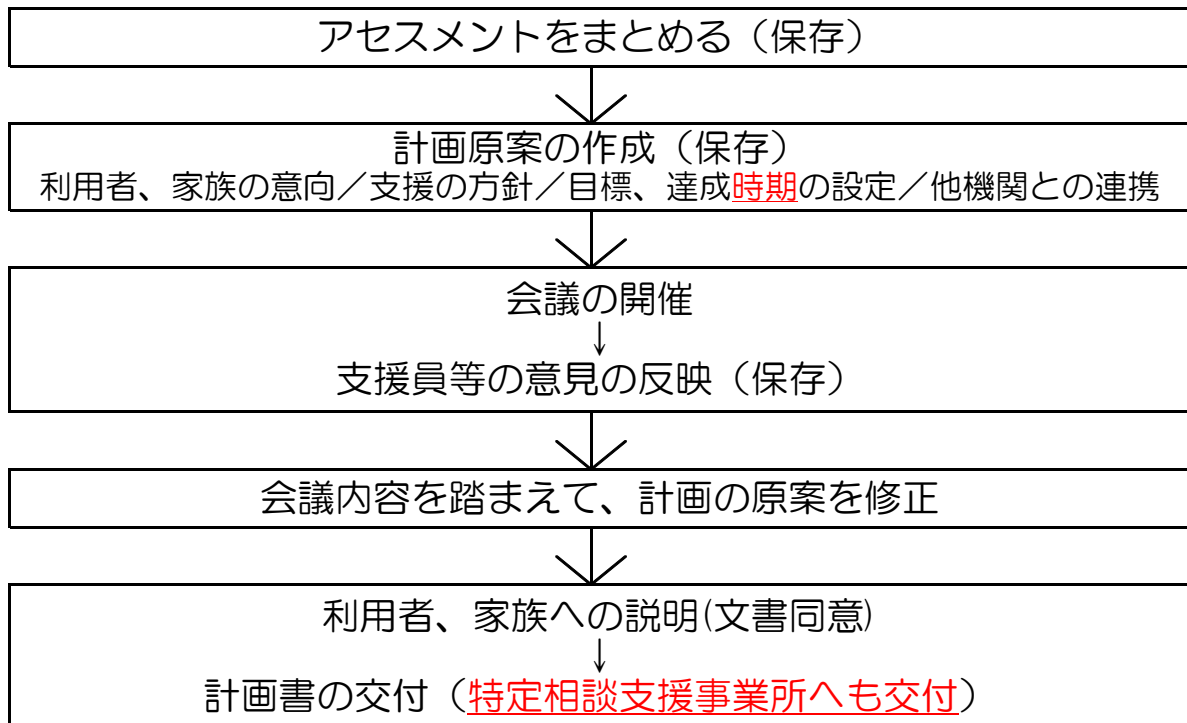 アセスメントをまとめる（保存）
計画原案の作成（保存）
利用者、家族の意向／支援の方針／目標、達成時期の設定／他機関との連携
会議の開催
↓
支援員等の意見の反映（保存）
会議内容を踏まえて、計画の原案を修正
利用者、家族への説明(文書同意)
↓
計画書の交付（特定相談支援事業所へも交付）